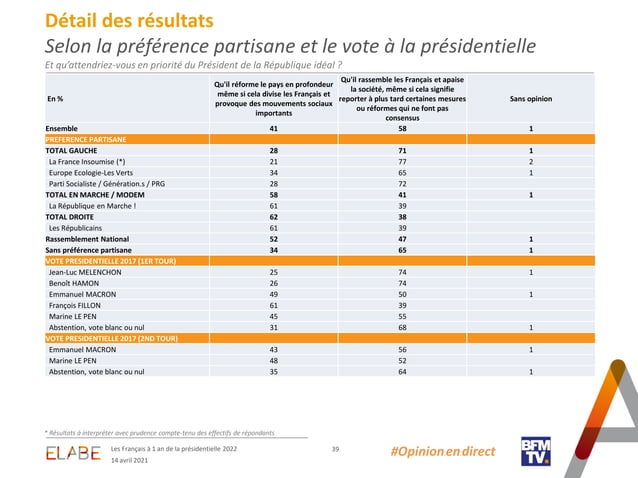 Détail des résultats
Selon la préférence partisane et le vote à la présidentielle
Et qu'attendriez-vous en priorité du Président de la République idéal ?
En %
Qu'il réforme le pays en profondeur
même si cela divise les Français et
provoque des mouvements sociaux
importants
Qu'il rassemble les Français et apaise
la société, même si cela signifie
reporter à plus tard certaines mesures
ou réformes qui ne font pas
consensus
Sans opinion
Ensemble 41 58 1
PREFERENCE PARTISANE
TOTAL GAUCHE 28 71 1
La France Insoumise (*) 21 77 2
Europe Ecologie-Les Verts 34 65 1
Parti Socialiste / Génération.s / PRG 28 72
TOTAL EN MARCHE / MODEM 58 41 1
La République en Marche ! 61 39
TOTAL DROITE 62 38
Les Républicains 61 39
Rassemblement National 52 47 1
Sans préférence partisane 34 65 1
VOTE PRESIDENTIELLE 2017 (1ER TOUR)
Jean-Luc MELENCHON 25 74 1
Benoît HAMON 26 74
Emmanuel MACRON 49 50 1
François FILLON 61 39
Marine LE PEN 45 55
Abstention, vote blanc ou nul 31 68 1
VOTE PRESIDENTIELLE 2017 (2ND TOUR)
Emmanuel MACRON 43 56 1
Marine LE PEN 48 52
Abstention, vote blanc ou nul 35 64 1
* Résultats à interpréter avec prudence compte-tenu des effectifs de répondants
ELABE
Les Français à 1 an de la présidentielle 2022
14 avril 2021
39
#Opinionendirect
BFM
TV.